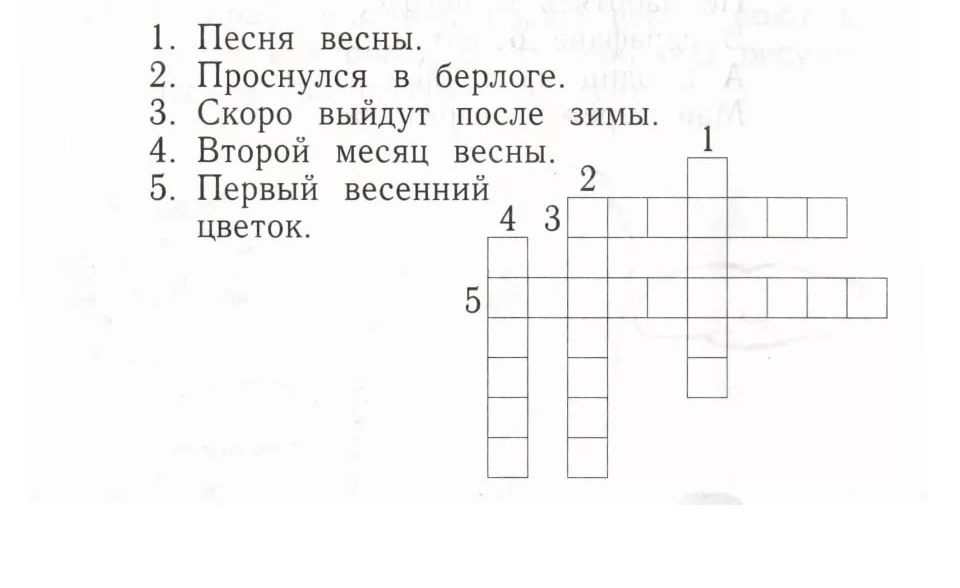 1. Песня весны.
2. Проснулся в берлоге.
3. Скоро выйдут после зимы.
4. Второй месяц весны.
5. Первый весенний
цветок.
1
2
4 3
5